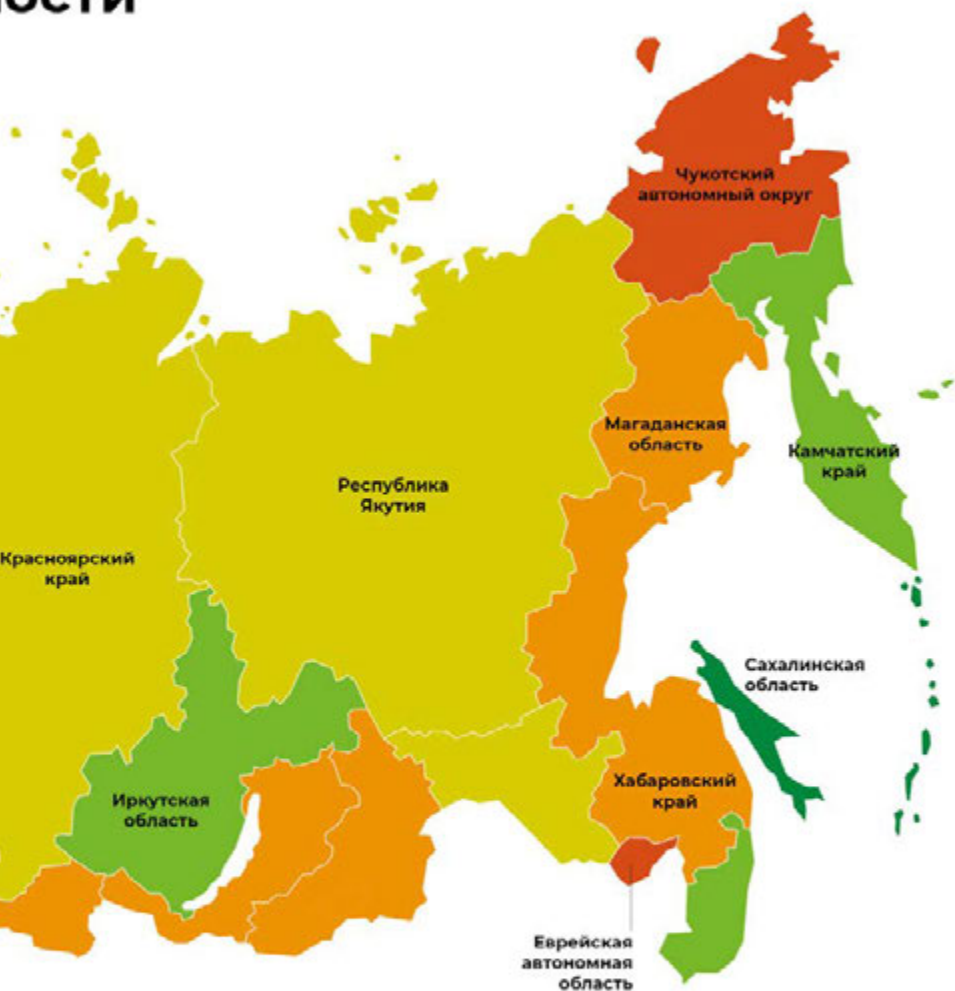 Чукотский
автономный округ
Магаданская
область
Камчатский
край
Республика
Якутия
Красноярский
край
Сахалинская
область
Иркутская
область
Хабаровский
край
Еврейская
автономная
область